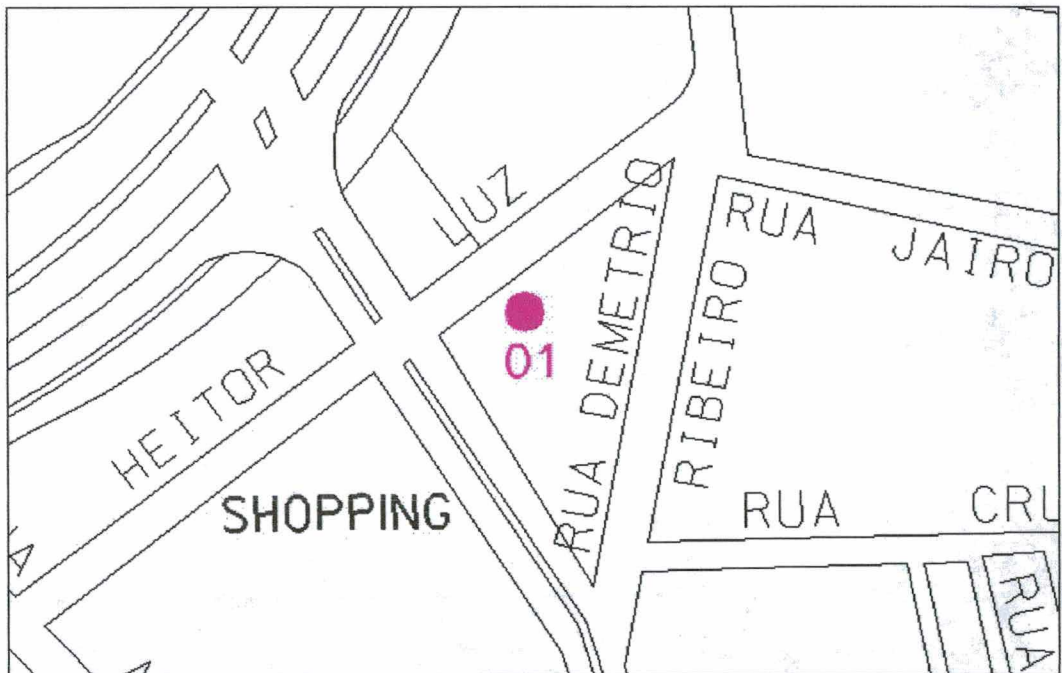 LUZ
RUA JAIRO
01
RUA DEMETRIO
RIBEIRO
HEITOR
SHOPPING
RUA CRU
RUA